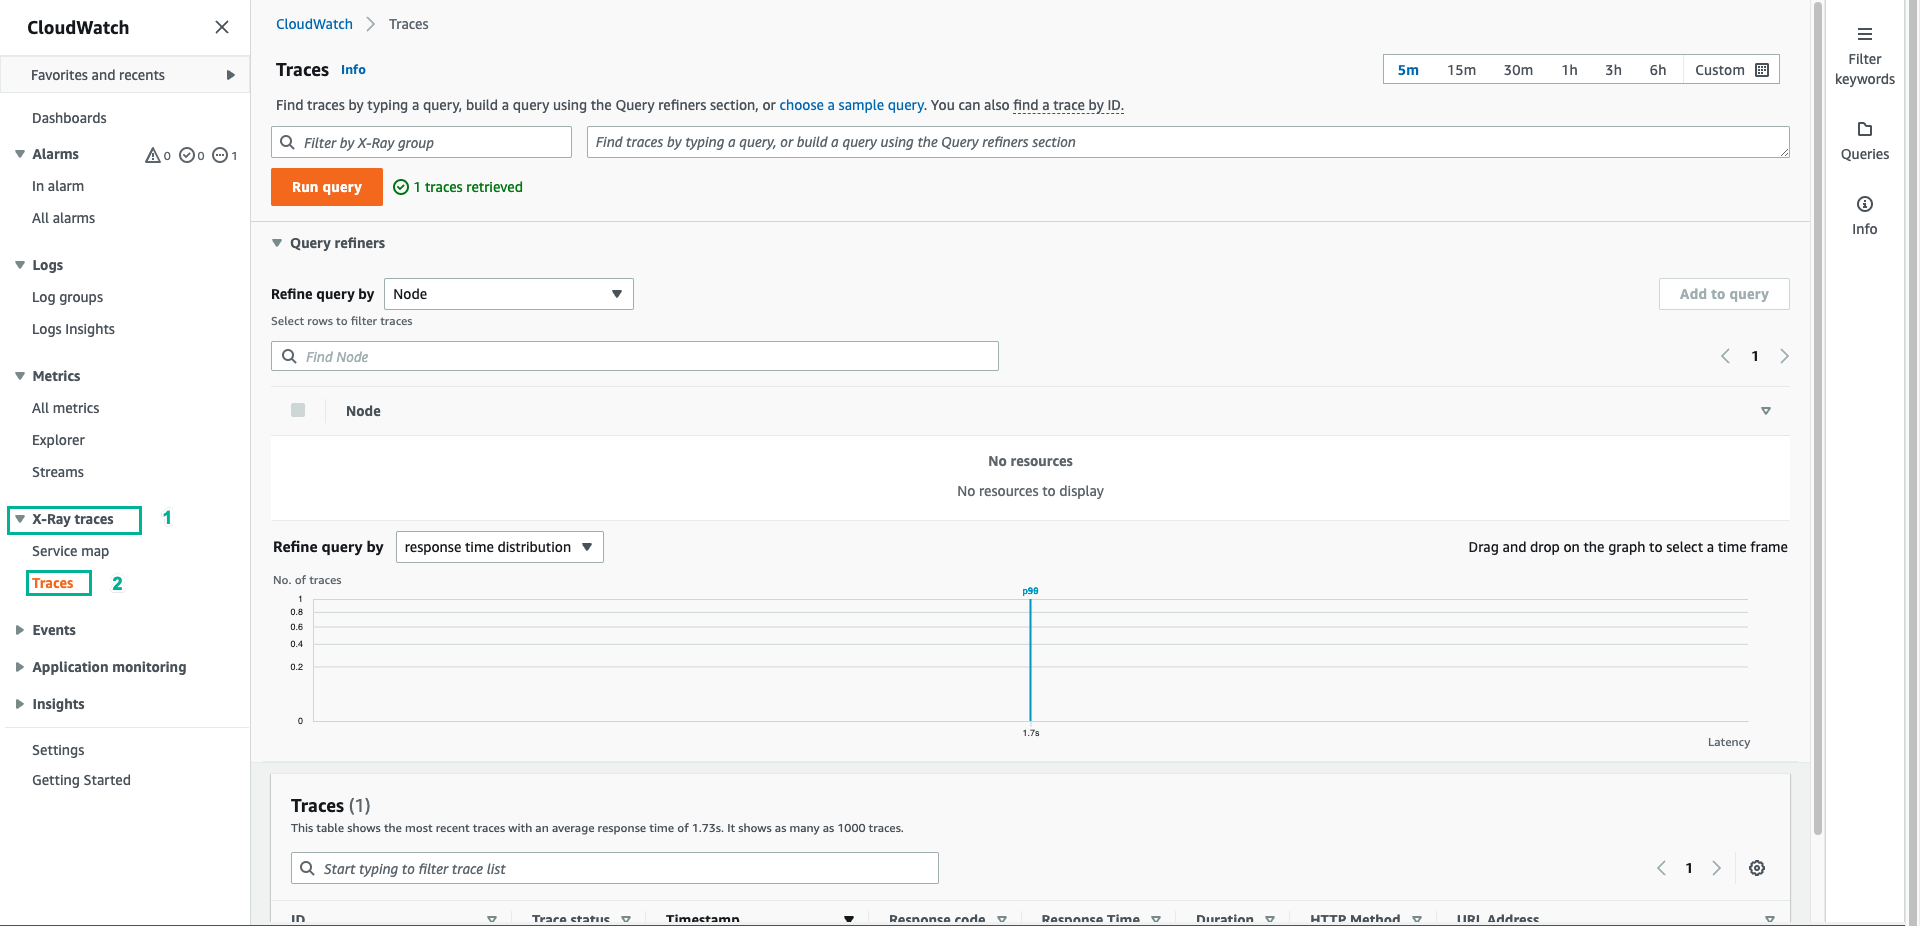 CloudWatch
Favorites and recents
Dashboards
Alarms 0 0 1
In alarm
All alarms
Logs
Log groups
Logs Insights
Metrics
All metrics
Explorer
Streams
X-Ray traces 1
Service map
Traces 2
Events
Application monitoring
Insights
Settings
Getting Started
CloudWatch Traces
Traces Info
5m 15m 30m 1h 3h 6h Custom
Find traces by typing a query, build a query using the Query refiners section, or choose a sample query. You can also find a trace by ID.
Filter by X-Ray group
Find traces by typing a query, or build a query using the Query refiners section
Run query 1 traces retrieved
Query refiners
Refine query by Node Add to query
Select rows to filter traces
Find Node 1
Node
No resources
No resources to display
Refine query by response time distribution Drag and drop on the graph to select a time frame
No. of traces
1
0.8
0.6
0.4
0.2
0
1.7s
Latency
Traces (1)
This table shows the most recent traces with an average response time of 1.73s. It shows as many as 1000 traces.
Start typing to filter trace list 1
ID Trace status Timestamp Response code Response Time Duration HTTP Method URL Address
Filter
keywords
Queries
Info